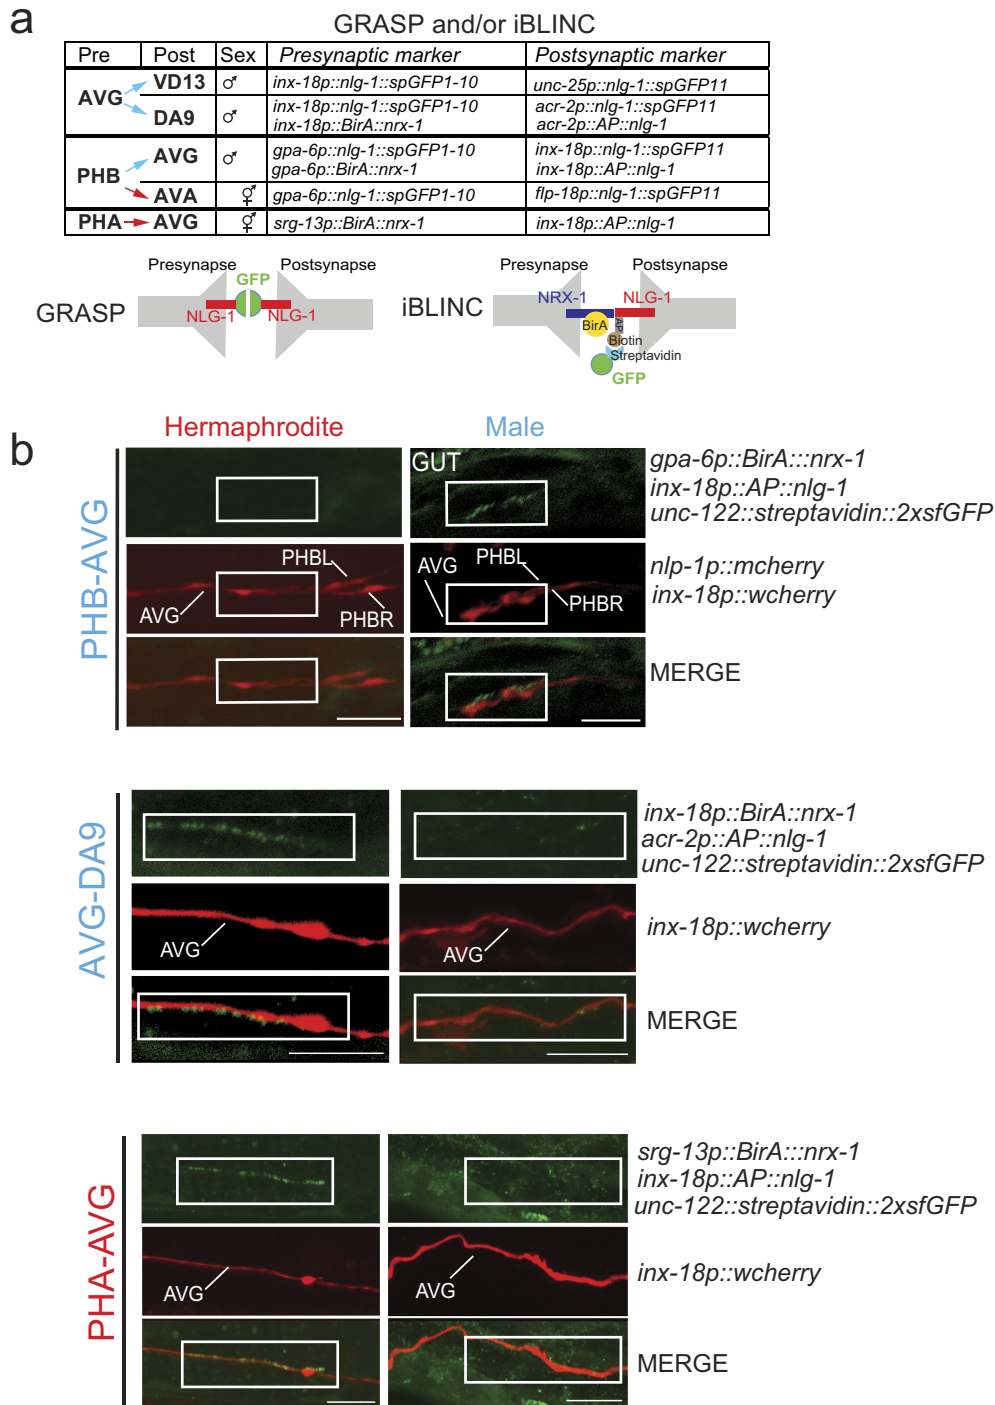 a
GRASP and/or iBLINC
Pre Post Sex Presynaptic marker Postsynaptic marker
AVG VD13 ♂ inx-18p::nlg-1::spGFP1-10 unc-25p::nlg-1::spGFP11
DA9 ♂ inx-18p::nlg-1::spGFP1-10 acr-2p::nlg-1::spGFP11
inx-18p::BirA::nrx-1 acr-2p::AP::nlg-1
PHB AVG ♂ gpa-6p::nlg-1::spGFP1-10 inx-18p::nlg-1::spGFP11
gpa-6p::BirA::nrx-1 inx-18p::AP::nlg-1
AVA ⚥ gpa-6p::nlg-1::spGFP1-10 flp-18p::nlg-1::spGFP11
PHA AVG ⚥ srg-13p::BirA::nrx-1 inx-18p::AP::nlg-1
Presynapse Postsynapse
GFP
GRASP
NLG-1 NLG-1
Presynapse Postsynapse
iBLINC
NRX-1 NLG-1
BirA AP
Biotin
Streptavidin
GFP
b
Hermaphrodite Male
PHB-AVG
GUT
gpa-6p::BirA:::nrx-1
inx-18p::AP::nlg-1
unc-122::streptavidin::2xsfGFP
PHBL
AVG
PHBR
PHBL
AVG
PHBR
nlp-1p::mcherry
inx-18p::wcherry
MERGE
AVG-DA9
inx-18p::BirA::nrx-1
acr-2p::AP::nlg-1
unc-122::streptavidin::2xsfGFP
AVG
AVG
inx-18p::wcherry
MERGE
PHA-AVG
srg-13p::BirA:::nrx-1
inx-18p::AP::nlg-1
unc-122::streptavidin::2xsfGFP
AVG
AVG
inx-18p::wcherry
MERGE